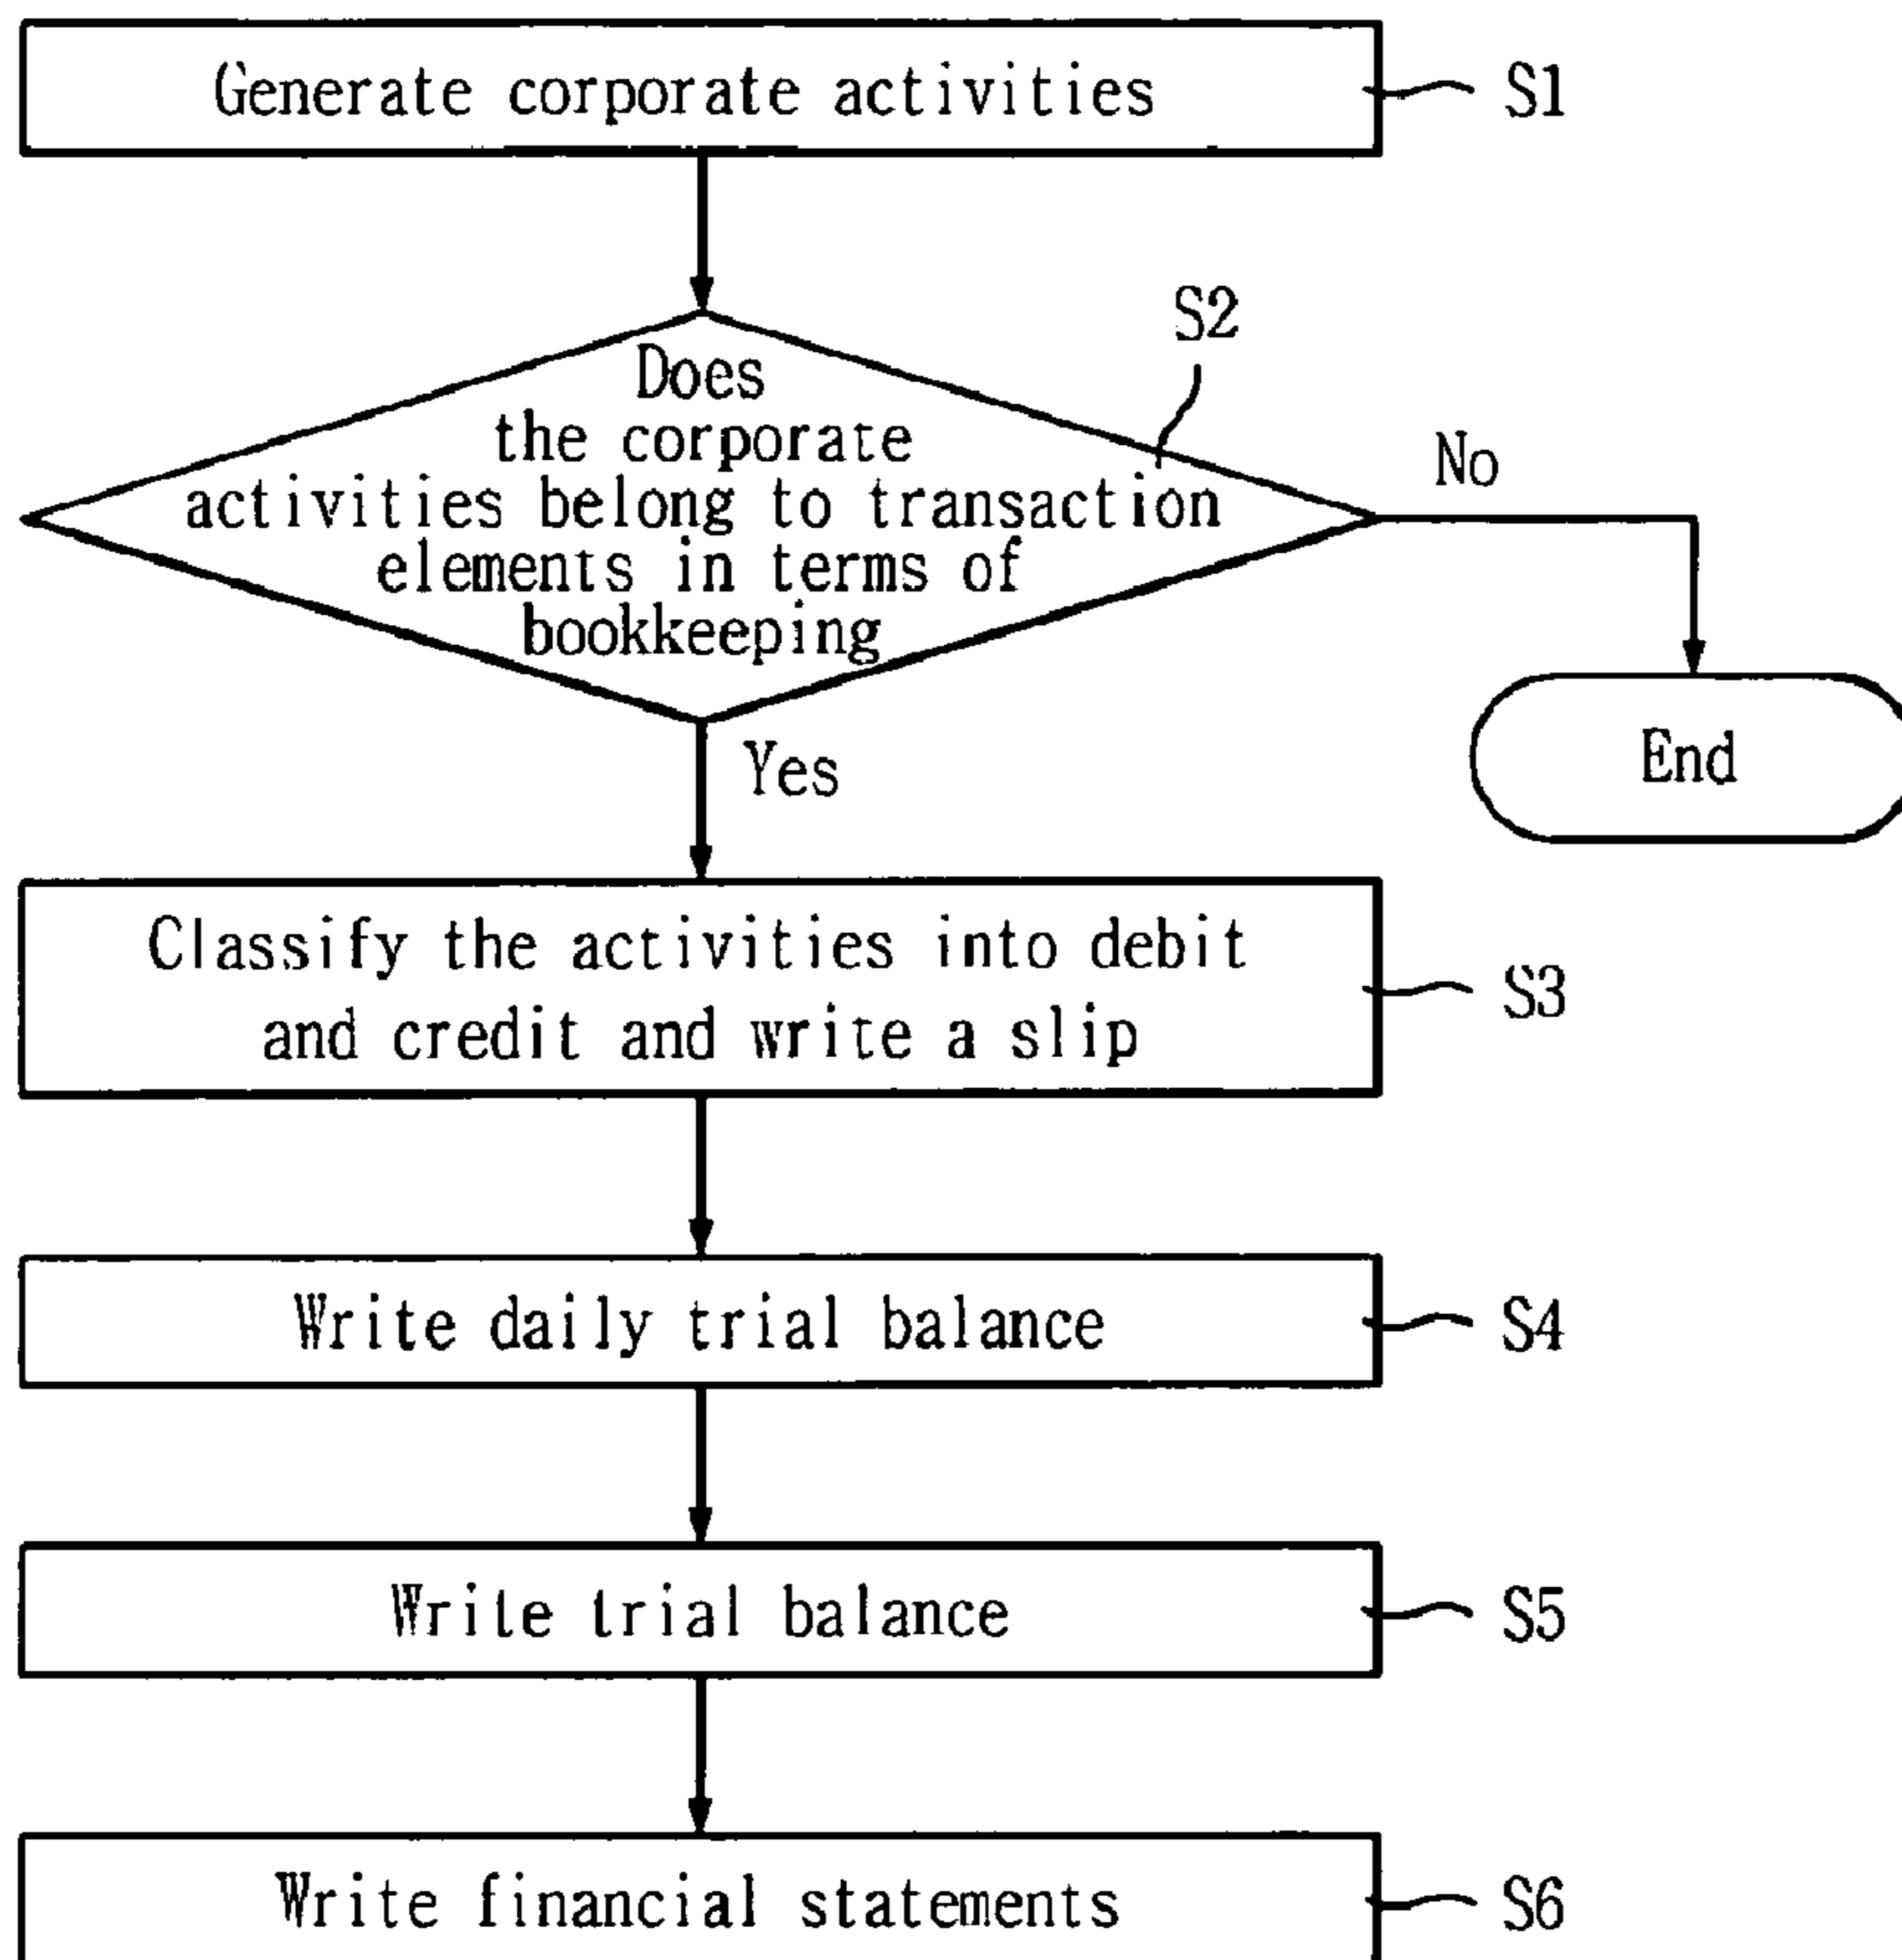 Generate corporate activities
S1
S2
Does
the corporate
activities belong to transaction
elements in terms of
bookkeeping
No
End
Yes
Classify the activities into debit
and credit and write a slip
S3
Write daily trial balance
S4
Write trial balance
S5
Write financial statements
S6